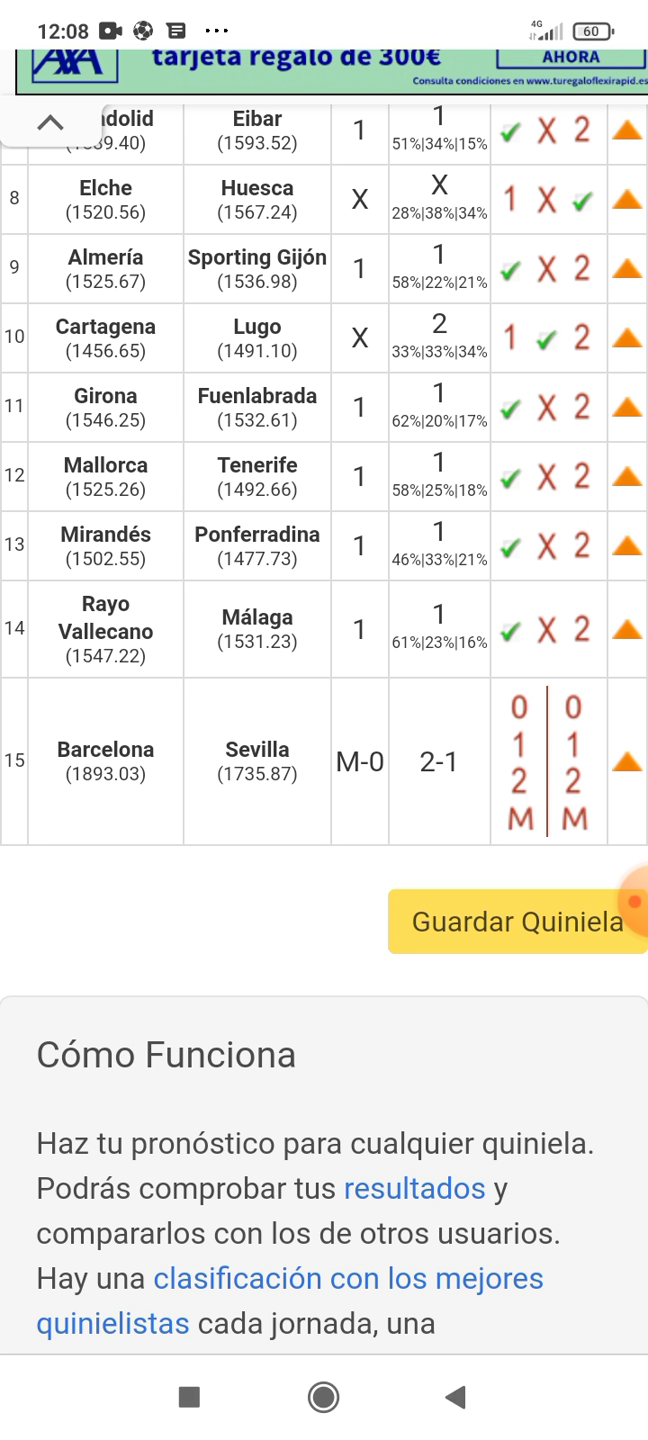 12:08 ... 4G 60
AXA tarjeta regalo de 300€ AHORA
Consulta condiciones en www.turegaloflexirapid.es
dolid Eibar 1 1 X 2
39.40) (1593.52) 51%|34%|15%
8 Elche Huesca X X 1 X
(1520.56) (1567.24) 28%|38%|34%
9 Almería Sporting Gijón 1 1 X 2
(1525.67) (1536.98) 58%|22%|21%
10 Cartagena Lugo X 2 1 2
(1456.65) (1491.10) 33%|33%|34%
11 Girona Fuenlabrada 1 1 X 2
(1546.25) (1532.61) 62%|20%|17%
12 Mallorca Tenerife 1 1 X 2
(1525.26) (1492.66) 58%|25%|18%
13 Mirandés Ponferradina 1 1 X 2
(1502.55) (1477.73) 46%|33%|21%
14 Rayo Vallecano Málaga 1 1 X 2
(1547.22) (1531.23) 61%|23%|16%
15 Barcelona Sevilla M-0 2-1
(1893.03) (1735.87)
0 0
1 1
2 2
M M
Guardar Quiniela
Cómo Funciona
Haz tu pronóstico para cualquier quiniela.
Podrás comprobar tus resultados y
compararlos con los de otros usuarios.
Hay una clasificación con los mejores
quinielistas cada jornada, una